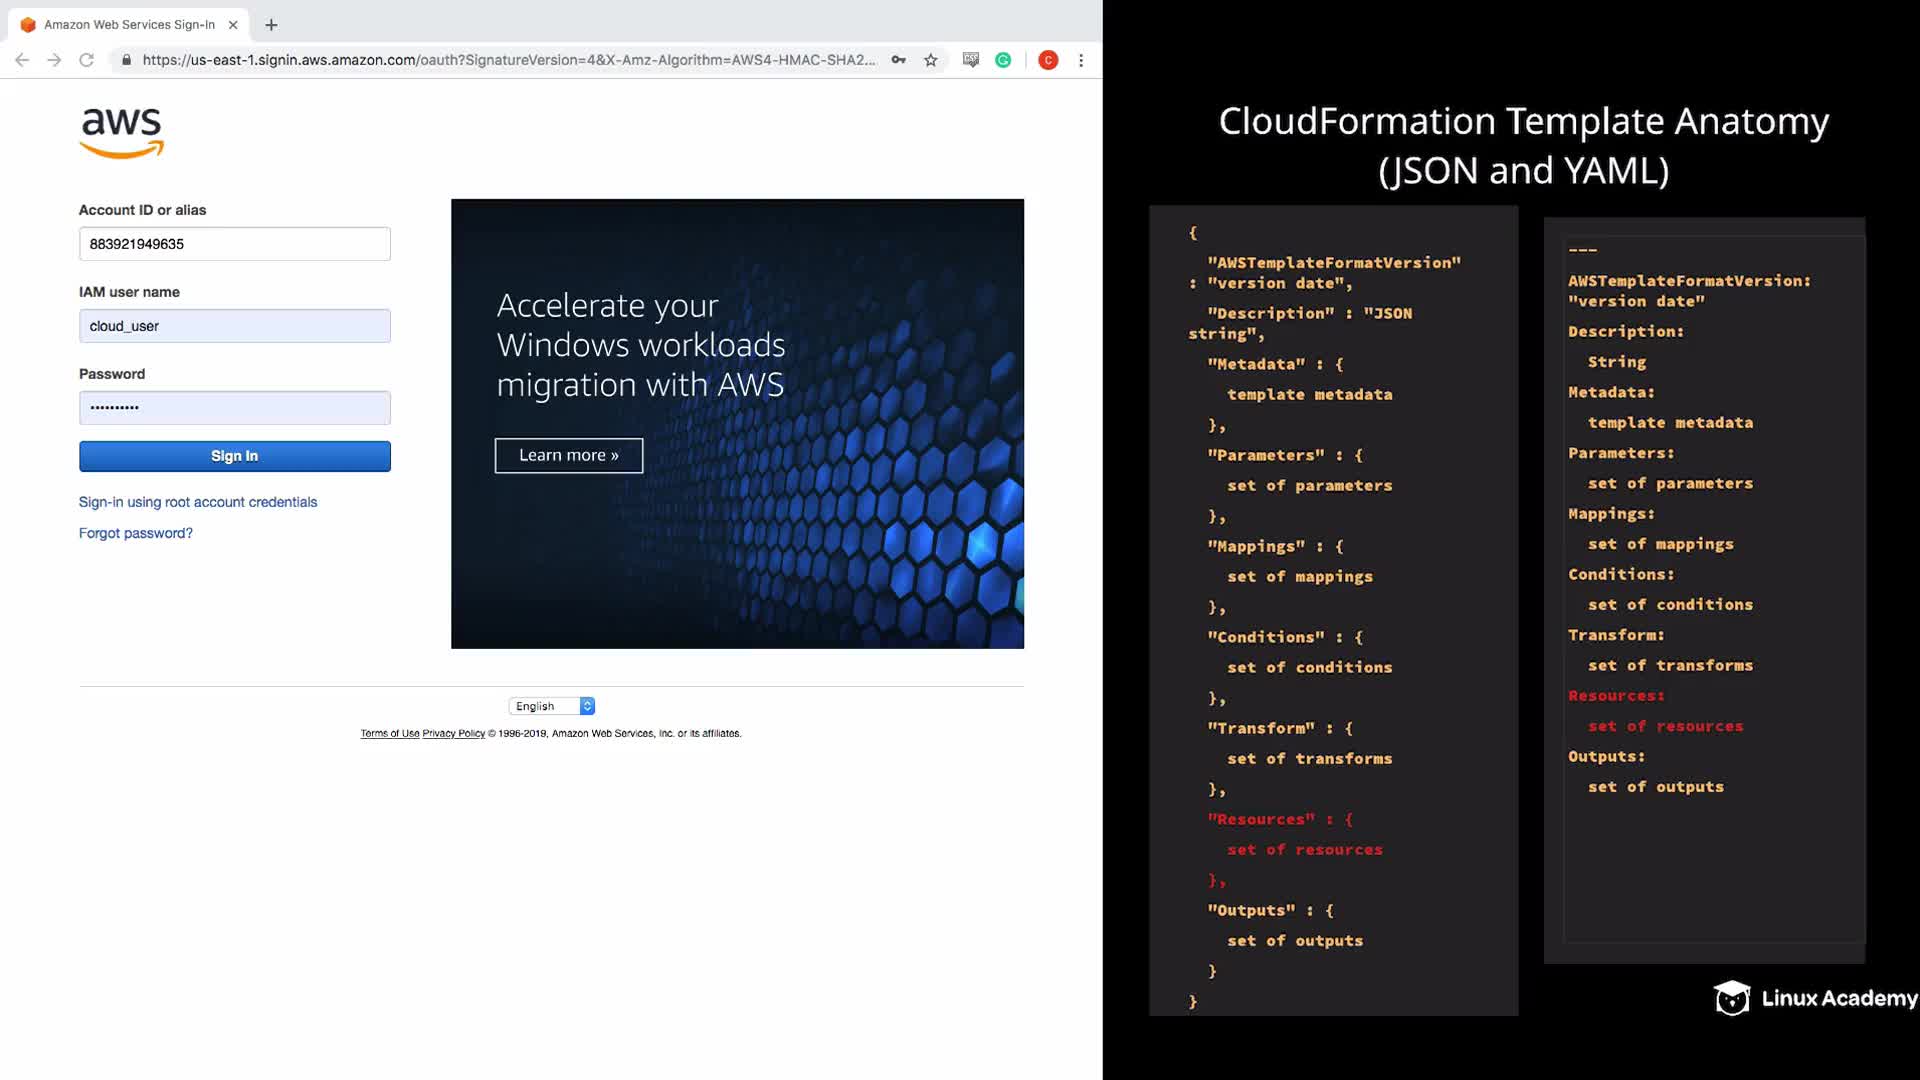 Amazon Web Services Sign-In
https://us-east-1.signin.aws.amazon.com/oauth?SignatureVersion=4&X-Amz-Algorithm=AWS4-HMAC-SHA2...
C
aws
Account ID or alias
883921949635
IAM user name
cloud_user
Password
••••••••••
Sign In
Sign-in using root account credentials
Forgot password?
Accelerate your
Windows workloads
migration with AWS
Learn more »
English
Terms of Use Privacy Policy © 1996-2019, Amazon Web Services, Inc. or its affiliates.
CloudFormation Template Anatomy
(JSON and YAML)
{
"AWSTemplateFormatVersion"
: "version date",
"Description" : "JSON
string",
"Metadata" : {
template metadata
},
"Parameters" : {
set of parameters
},
"Mappings" : {
set of mappings
},
"Conditions" : {
set of conditions
},
"Transform" : {
set of transforms
},
"Resources" : {
set of resources
},
"Outputs" : {
set of outputs
}
}
---
AWSTemplateFormatVersion:
"version date"
Description:
String
Metadata:
template metadata
Parameters:
set of parameters
Mappings:
set of mappings
Conditions:
set of conditions
Transform:
set of transforms
Resources:
set of resources
Outputs:
set of outputs
Linux Academy